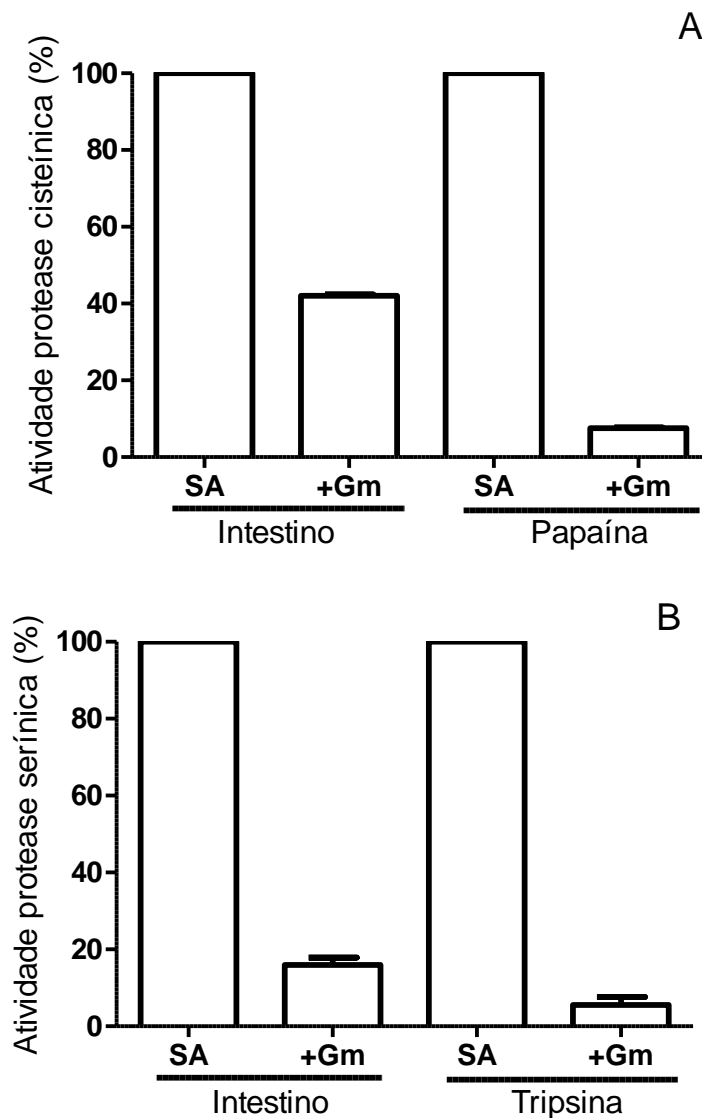 A
Atividade protease cisteínica (%)
100
80
60
40
20
0
SA +Gm SA +Gm
Intestino Papaína
B
Atividade protease serínica (%)
100
80
60
40
20
0
SA +Gm SA +Gm
Intestino Tripsina